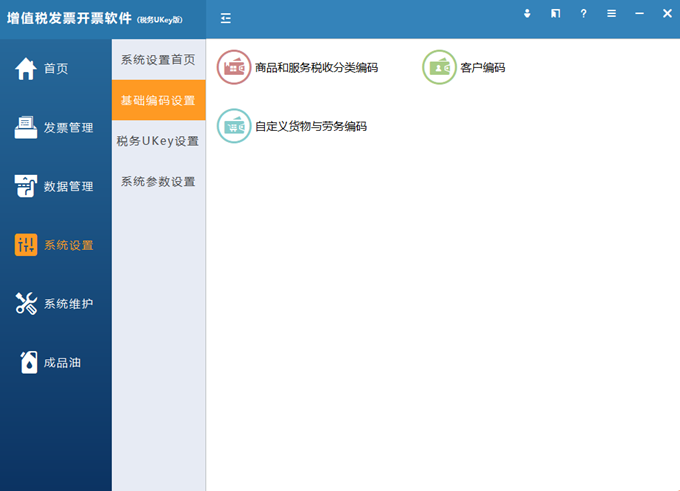 增值税发票开票软件(税务UKey版)
首页
发票管理
数据管理
系统设置
系统维护
成品油
系统设置首页
基础编码设置
税务UKey设置
系统参数设置
商品和服务税收分类编码
客户编码
自定义货物与劳务编码